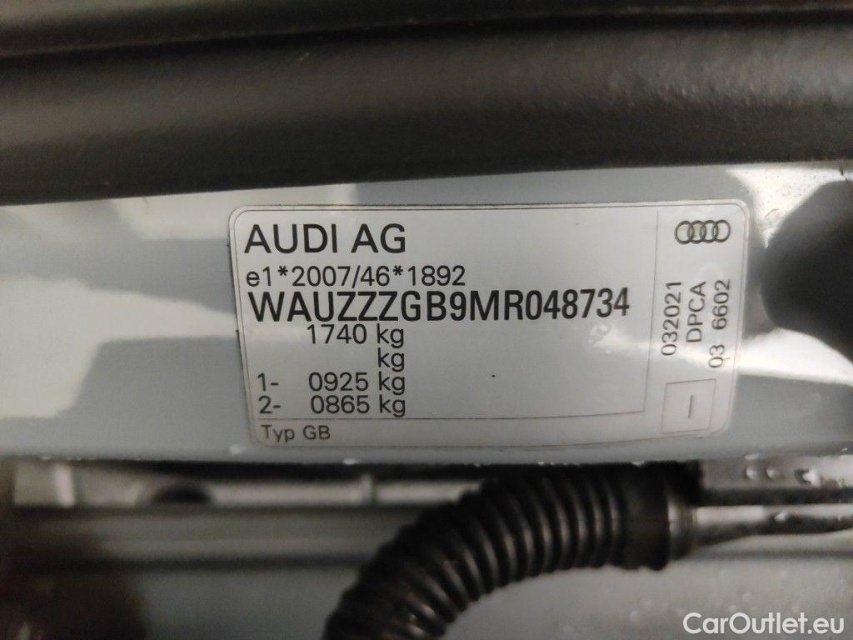 AUDI AG
e1*2007/46*1892
WAUZZZGB9MR048734
1740 kg
kg
1- 0925 kg
2- 0865 kg
Typ GB
032021
DPCA
03 6602
CarOutlet.eu